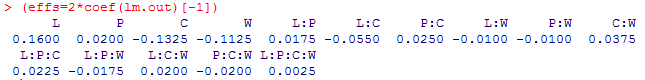 > (effs=2*coef(lm.out)[-1])
L P C W L:P L:C P:C L:W P:W C:W
0.1600 0.0200 -0.1325 -0.1125 0.0175 -0.0550 0.0250 -0.0100 -0.0100 0.0375
L:P:C L:P:W L:C:W P:C:W L:P:C:W
0.0225 -0.0175 0.0200 -0.0200 0.0025